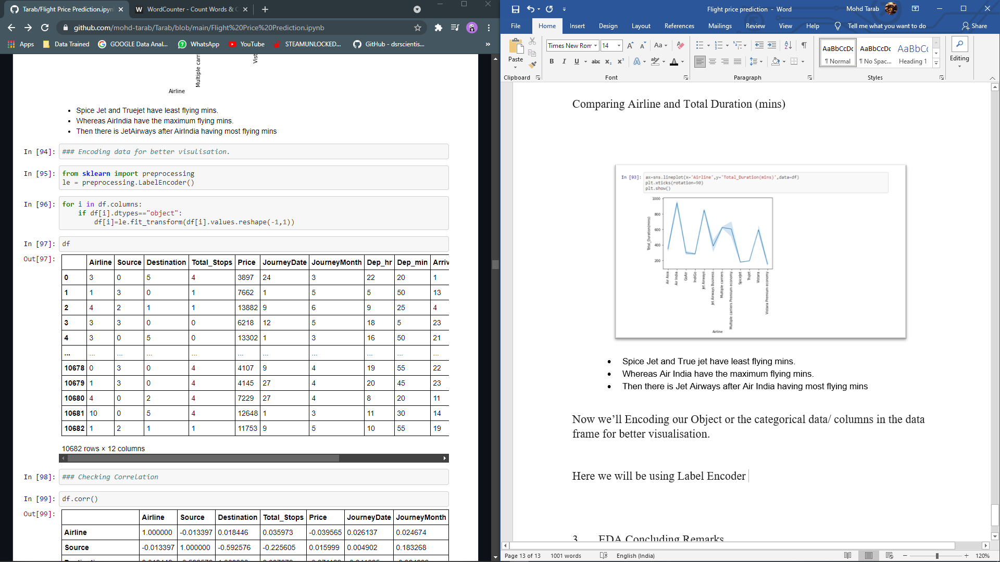 Tarab/Flight Price Prediction.ipyn
WordCounter - Count Words & C
github.com/mohd-tarab/Tarab/blob/main/Flight%20Price%20Prediction.ipynb
Apps
Data Trained
GOOGLE Data Anal...
WhatsApp
YouTube
STEAMUNLOCKED...
GitHub - dsrscientis...
Multiple carr
Vist
Airline
Spice Jet and Truejet have least flying mins.
Whereas AirIndia have the maximum flying mins.
Then there is JetAirways after AirIndia having most flying mins
In [94]: ### Encoding data for better visulisation.
In [95]: from sklearn import preprocessing
le = preprocessing.LabelEncoder()
In [96]: for i in df.columns:
if df[i].dtypes=="object":
df[i]=le.fit_transform(df[i].values.reshape(-1,1))
In [97]: df
Out[97]:
Airline Source Destination Total_Stops Price JourneyDate JourneyMonth Dep_hr Dep_min Arriv
0 3 0 5 4 3897 24 3 22 20 1
1 1 3 0 1 7662 1 5 5 50 13
2 4 2 1 1 13882 9 6 9 25 4
3 3 3 0 0 6218 12 5 18 5 23
4 3 0 5 0 13302 1 3 16 50 21
... ... ... ... ... ... ... ... ... ... ...
10678 0 3 0 4 4107 9 4 19 55 22
10679 1 3 0 4 4145 27 4 20 45 23
10680 4 0 2 4 7229 27 4 8 20 11
10681 10 0 5 4 12648 1 3 11 30 14
10682 1 2 1 1 11753 9 5 10 55 19
10682 rows × 12 columns
In [98]: ### Checking Correlation
In [99]: df.corr()
Out[99]:
Airline Source Destination Total_Stops Price JourneyDate JourneyMonth
Airline 1.000000 -0.013397 0.018446 0.035973 -0.039565 0.026137 0.024674
Source -0.013397 1.000000 -0.592576 -0.225605 0.015999 0.004902 0.183268
Flight price prediction - Word
Mohd Tarab
File Home Insert Design Layout References Mailings Review View Help Tell me what you want to do Share
Paste
Times New Ror 14
Aa
B I U abc x₂ x² A A
AaBbCcDc AaBbCcDc AaBbCc
¶ Normal ¶ No Spac... Heading 1
Editing
Clipboard Font Paragraph Styles
Comparing Airline and Total Duration (mins)
In [93]: ax=sns.lineplot(x='Airline',y='Total_Duration(mins)',data=df)
plt.xticks(rotation=90)
plt.show()
1000
800
600
400
200
Total_Duration(mins)
Air Asia
Air India
GoAir
IndiGo
Jet Airways
Jet Airways Business
Multiple carriers
Multiple carriers Premium economy
SpiceJet
Trujet
Vistara
Vistara Premium economy
Airline
Spice Jet and True jet have least flying mins.
Whereas Air India have the maximum flying mins.
Then there is Jet Airways after Air India having most flying mins
Now we’ll Encoding our Object or the categorical data/ columns in the data
frame for better visualisation.
Here we will be using Label Encoder
3. EDA Concluding Remarks
Page 13 of 13 1001 words English (India) 120%